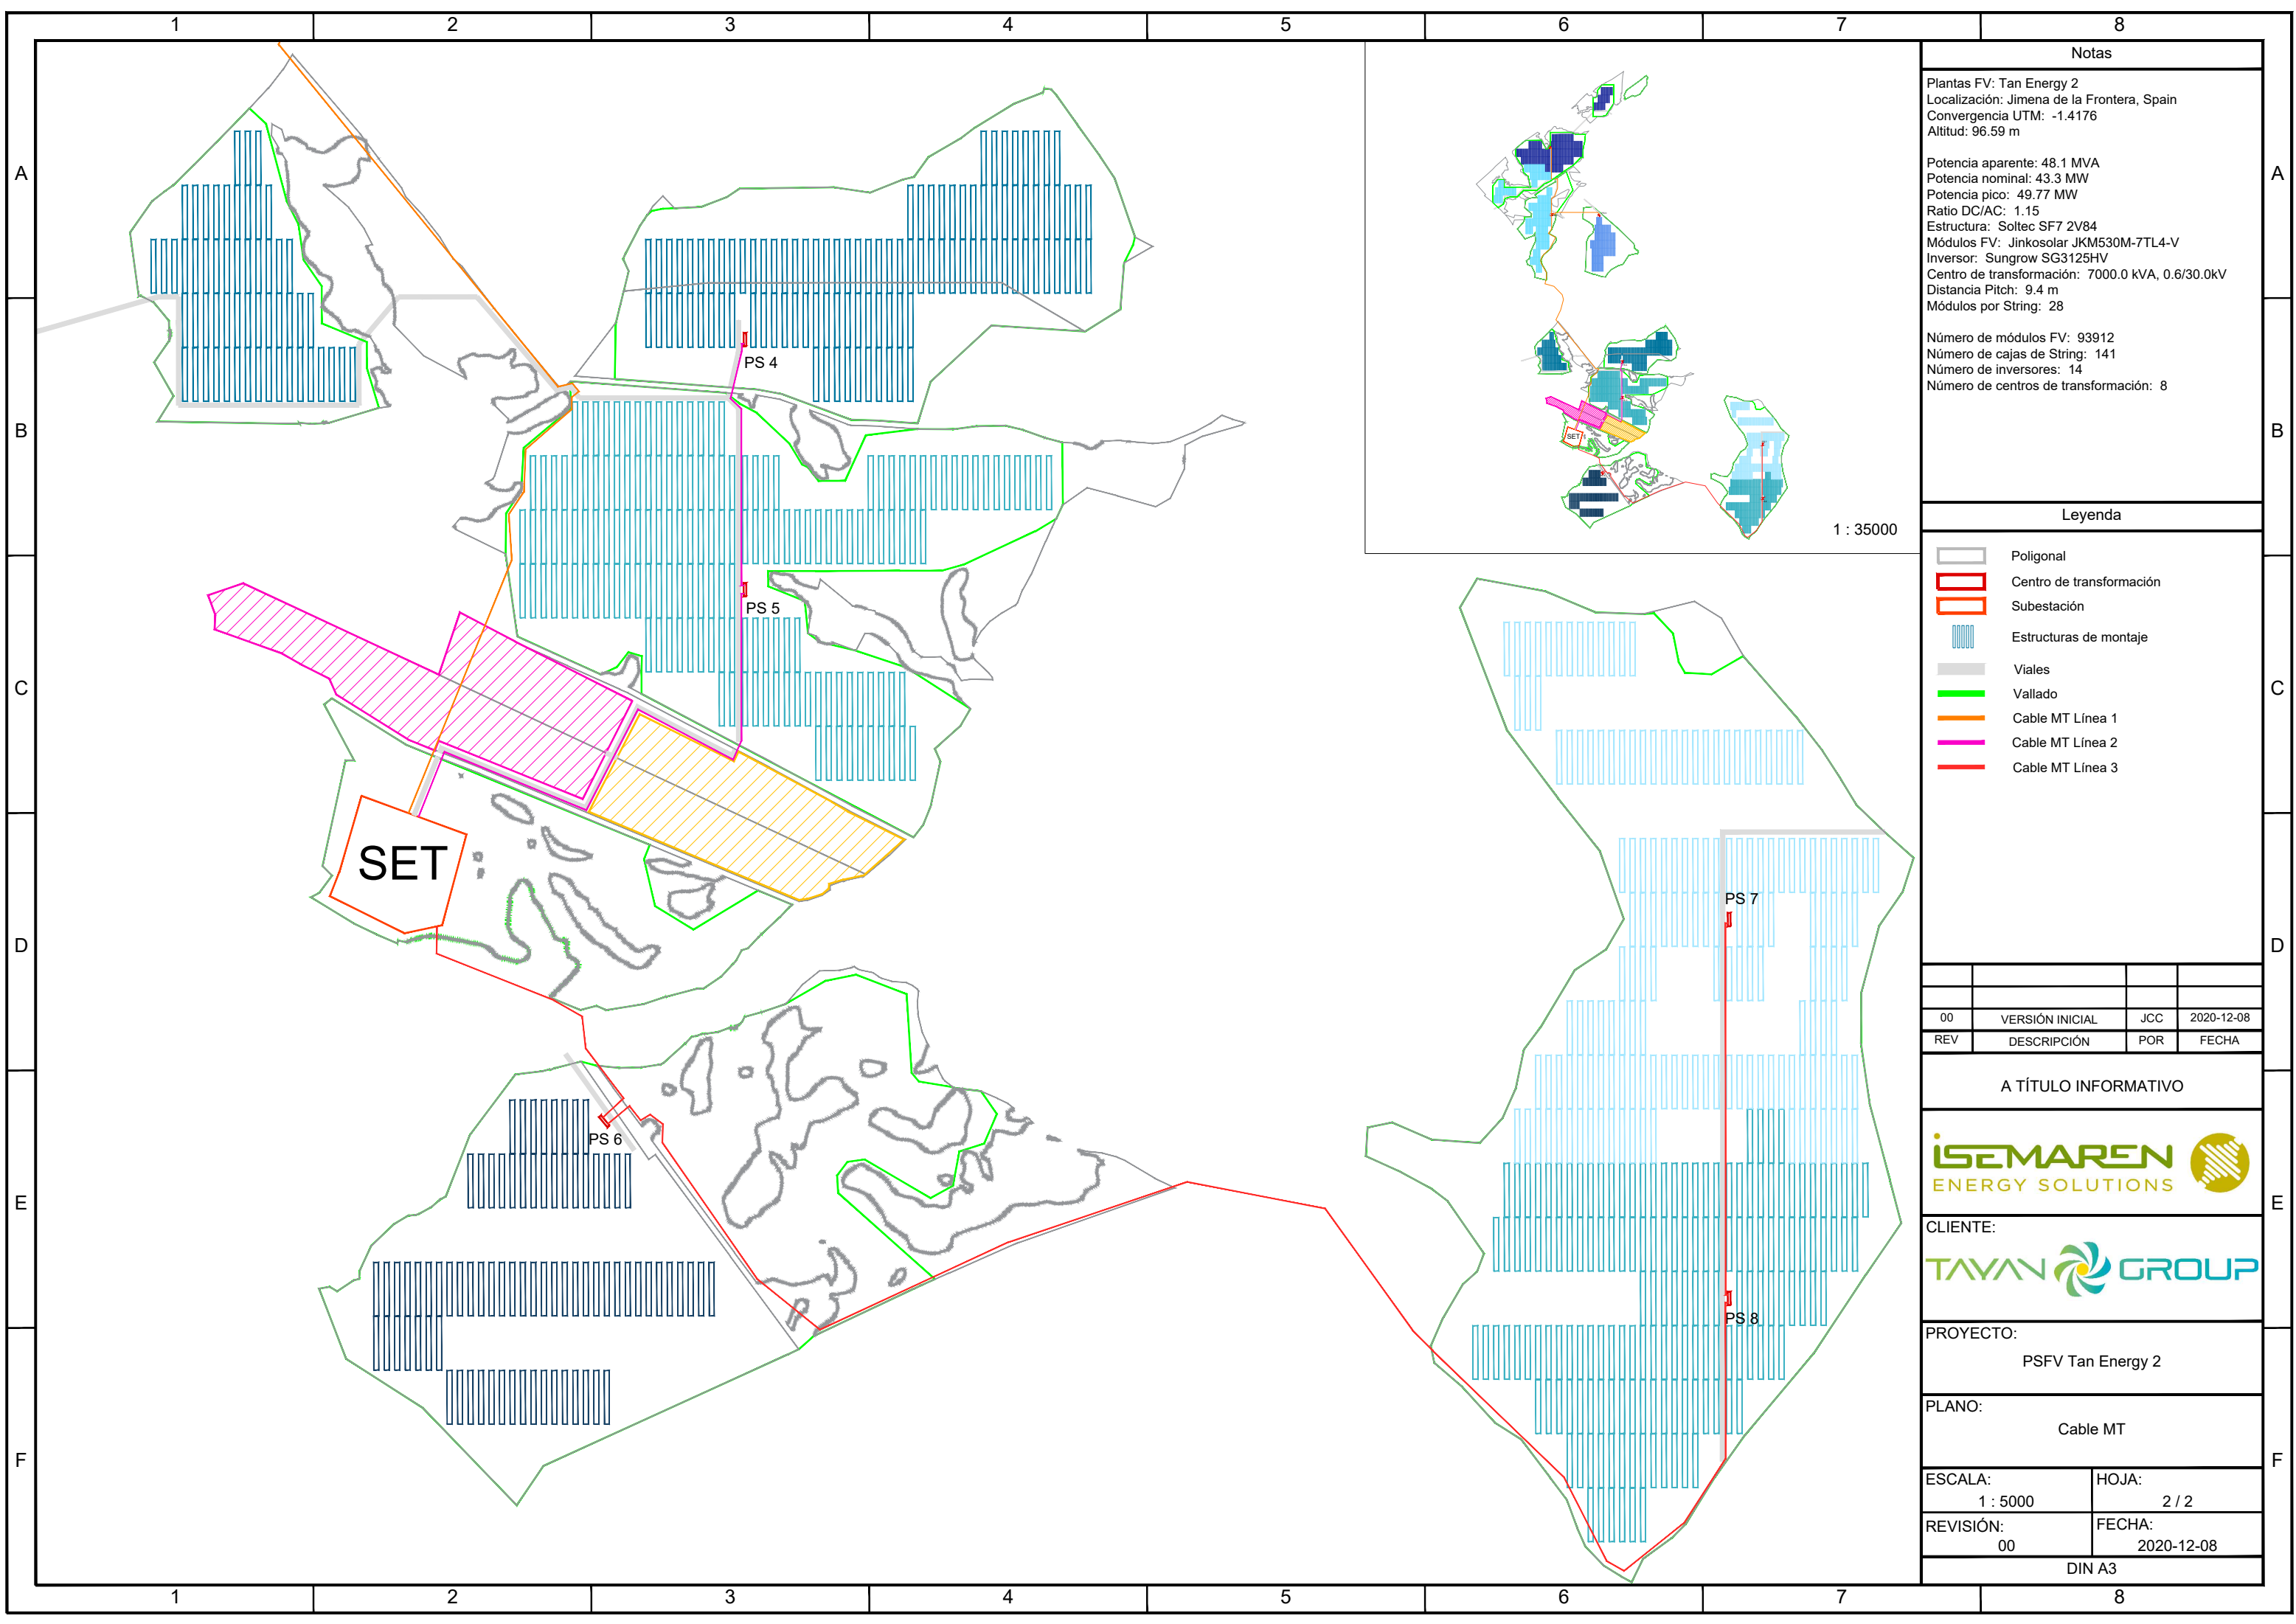 1 2 3 4 5 6 7 8
A
B
C
D
E
F
PS 4
PS 5
SET
PS 6
PS 7
PS 8
SET
1 : 35000
Notas
Plantas FV: Tan Energy 2
Localización: Jimena de la Frontera, Spain
Convergencia UTM: -1.4176
Altitud: 96.59 m
Potencia aparente: 48.1 MVA
Potencia nominal: 43.3 MW
Potencia pico: 49.77 MW
Ratio DC/AC: 1.15
Estructura: Soltec SF7 2V84
Módulos FV: Jinkosolar JKM530M-7TL4-V
Inversor: Sungrow SG3125HV
Centro de transformación: 7000.0 kVA, 0.6/30.0kV
Distancia Pitch: 9.4 m
Módulos por String: 28
Número de módulos FV: 93912
Número de cajas de String: 141
Número de inversores: 14
Número de centros de transformación: 8
Leyenda
Poligonal
Centro de transformación
Subestación
Estructuras de montaje
Viales
Vallado
Cable MT Línea 1
Cable MT Línea 2
Cable MT Línea 3
00 VERSIÓN INICIAL JCC 2020-12-08
REV DESCRIPCIÓN POR FECHA
A TÍTULO INFORMATIVO
iSEMAREN
ENERGY SOLUTIONS
CLIENTE:
TAYAN GROUP
PROYECTO:
PSFV Tan Energy 2
PLANO:
Cable MT
ESCALA: HOJA:
1 : 5000 2 / 2
REVISIÓN: FECHA:
00 2020-12-08
DIN A3
A
B
C
D
E
F
1 2 3 4 5 6 7 8